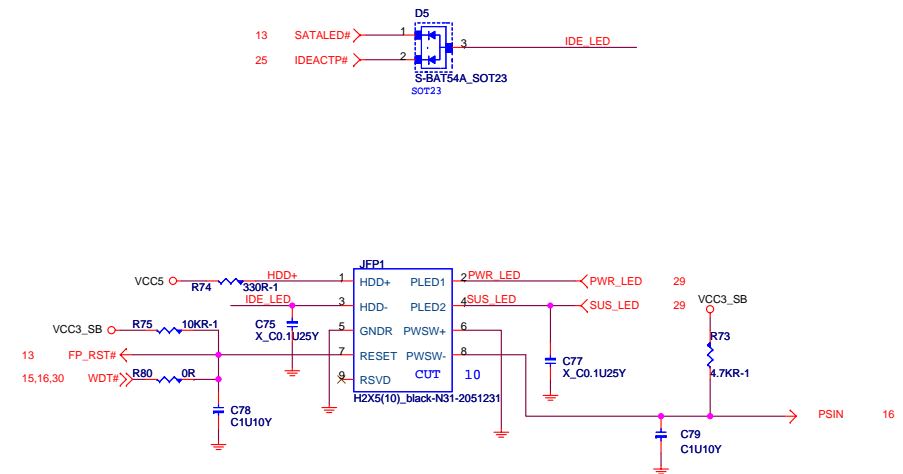 D5
13 SATALED# 1 3 IDE_LED
25 IDEACTP# 2
S-BAT54A_SOT23
SOT23
JFP1
VCC5 R74 330R-1 HDD+ 1 HDD+ PLED1 2 PWR_LED PWR_LED 29
IDE_LED 3 HDD- PLED2 4 SUS_LED SUS_LED 29
VCC3_SB
VCC3_SB R75 10KR-1 C75 X_C0.1U25Y 5 GNDR PWSW+ 6
R73
4.7KR-1
13 FP_RST# 7 RESET PWSW- 8
C77
X_C0.1U25Y
15,16,30 WDT# R80 0R 9 RSVD CUT 10
H2X5(10)_black-N31-2051231
C78
C1U10Y
PSIN 16
C79
C1U10Y